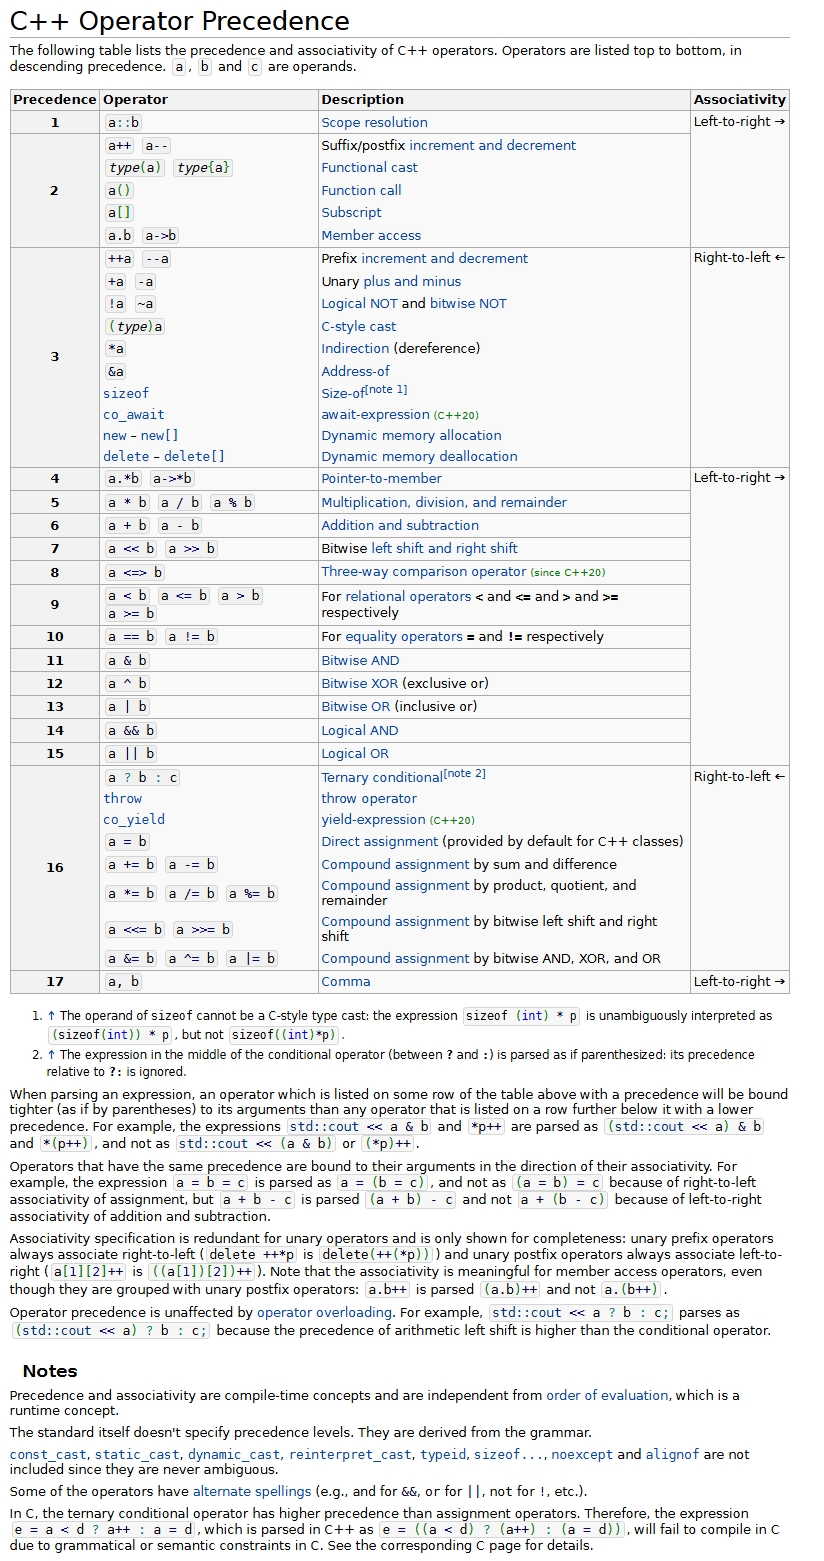 C++ Operator Precedence
The following table lists the precedence and associativity of C++ operators. Operators are listed top to bottom, in
descending precedence. a, b and c are operands.
Precedence Operator Description Associativity
1 a::b Scope resolution Left-to-right →
2
a++ a-- Suffix/postfix increment and decrement
type(a) type{a} Functional cast
a() Function call
a[] Subscript
a.b a->b Member access
3
++a --a Prefix increment and decrement Right-to-left ←
+a -a Unary plus and minus
!a ~a Logical NOT and bitwise NOT
(type)a C-style cast
*a Indirection (dereference)
&a Address-of
sizeof Size-of[note 1]
co_await await-expression (C++20)
new – new[] Dynamic memory allocation
delete – delete[] Dynamic memory deallocation
4 a.*b a->*b Pointer-to-member Left-to-right →
5 a * b a / b a % b Multiplication, division, and remainder
6 a + b a - b Addition and subtraction
7 a << b a >> b Bitwise left shift and right shift
8 a <=> b Three-way comparison operator (since C++20)
9 a < b a <= b a > b For relational operators < and <= and > and >=
a >= b respectively
10 a == b a != b For equality operators = and != respectively
11 a & b Bitwise AND
12 a ^ b Bitwise XOR (exclusive or)
13 a | b Bitwise OR (inclusive or)
14 a && b Logical AND
15 a || b Logical OR
16
a ? b : c Ternary conditional[note 2] Right-to-left ←
throw throw operator
co_yield yield-expression (C++20)
a = b Direct assignment (provided by default for C++ classes)
a += b a -= b Compound assignment by sum and difference
a *= b a /= b a %= b Compound assignment by product, quotient, and
remainder
a <<= b a >>= b Compound assignment by bitwise left shift and right
shift
a &= b a ^= b a |= b Compound assignment by bitwise AND, XOR, and OR
17 a, b Comma Left-to-right →
1. ↑ The operand of sizeof cannot be a C-style type cast: the expression sizeof (int) * p is unambiguously interpreted as
(sizeof(int)) * p, but not sizeof((int)*p).
2. ↑ The expression in the middle of the conditional operator (between ? and :) is parsed as if parenthesized: its precedence
relative to ?: is ignored.
When parsing an expression, an operator which is listed on some row of the table above with a precedence will be bound
tighter (as if by parentheses) to its arguments than any operator that is listed on a row further below it with a lower
precedence. For example, the expressions std::cout << a & b and *p++ are parsed as (std::cout << a) & b
and *(p++), and not as std::cout << (a & b) or (*p)++.
Operators that have the same precedence are bound to their arguments in the direction of their associativity. For
example, the expression a = b = c is parsed as a = (b = c), and not as (a = b) = c because of right-to-left
associativity of assignment, but a + b - c is parsed (a + b) - c and not a + (b - c) because of left-to-right
associativity of addition and subtraction.
Associativity specification is redundant for unary operators and is only shown for completeness: unary prefix operators
always associate right-to-left (delete ++*p is delete(++(*p))) and unary postfix operators always associate left-to-
right (a[1][2]++ is ((a[1])[2])++). Note that the associativity is meaningful for member access operators, even
though they are grouped with unary postfix operators: a.b++ is parsed (a.b)++ and not a.(b++).
Operator precedence is unaffected by operator overloading. For example, std::cout << a ? b : c; parses as
(std::cout << a) ? b : c; because the precedence of arithmetic left shift is higher than the conditional operator.
Notes
Precedence and associativity are compile-time concepts and are independent from order of evaluation, which is a
runtime concept.
The standard itself doesn't specify precedence levels. They are derived from the grammar.
const_cast, static_cast, dynamic_cast, reinterpret_cast, typeid, sizeof..., noexcept and alignof are not
included since they are never ambiguous.
Some of the operators have alternate spellings (e.g., and for &&, or for ||, not for !, etc.).
In C, the ternary conditional operator has higher precedence than assignment operators. Therefore, the expression
e = a < d ? a++ : a = d, which is parsed in C++ as e = ((a < d) ? (a++) : (a = d)), will fail to compile in C
due to grammatical or semantic constraints in C. See the corresponding C page for details.